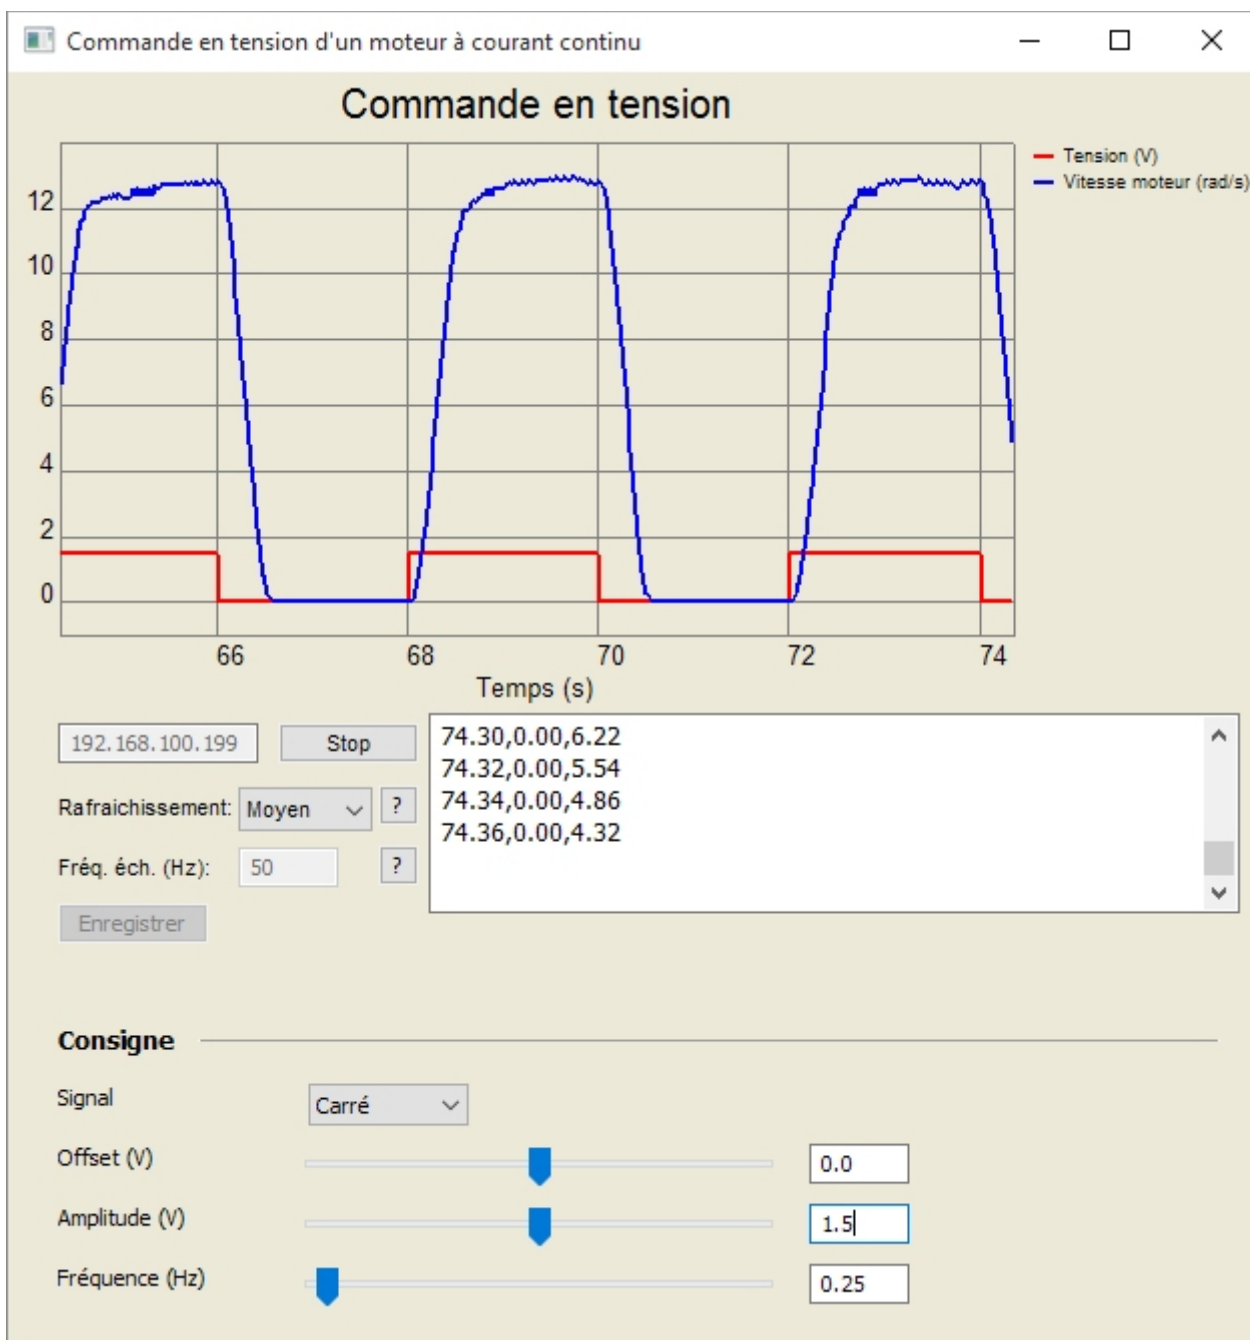 Commande en tension d'un moteur à courant continu
Commande en tension
Tension (V)
Vitesse moteur (rad/s)
12
10
8
6
4
2
0
66 68 70 72 74
Temps (s)
192.168.100.199 Stop
Rafraichissement: Moyen ?
Fréq. éch. (Hz): 50 ?
Enregistrer
74.30,0.00,6.22
74.32,0.00,5.54
74.34,0.00,4.86
74.36,0.00,4.32
Consigne
Signal Carré
Offset (V) 0.0
Amplitude (V) 1.5
Fréquence (Hz) 0.25